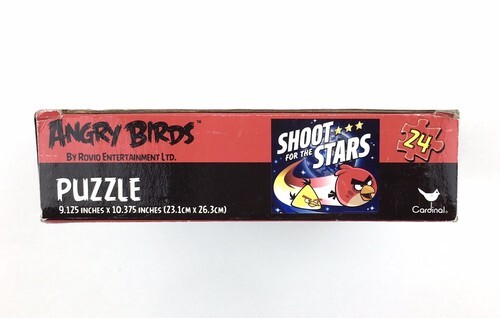 ANGRY BIRDS™
BY ROVIO ENTERTAINMENT LTD.
PUZZLE
9.125 INCHES X 10.375 INCHES (23.1CM X 26.3CM)
SHOOT
FOR THE
STARS
24
Cardinal®